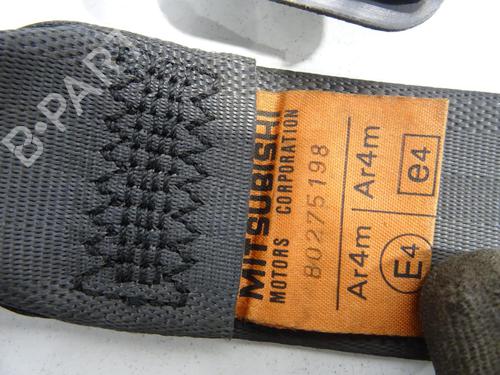 B-PARTS
MITSUBISHI
MOTORS CORPORATION
80275198
Ar4m Ar4m
E4 e4